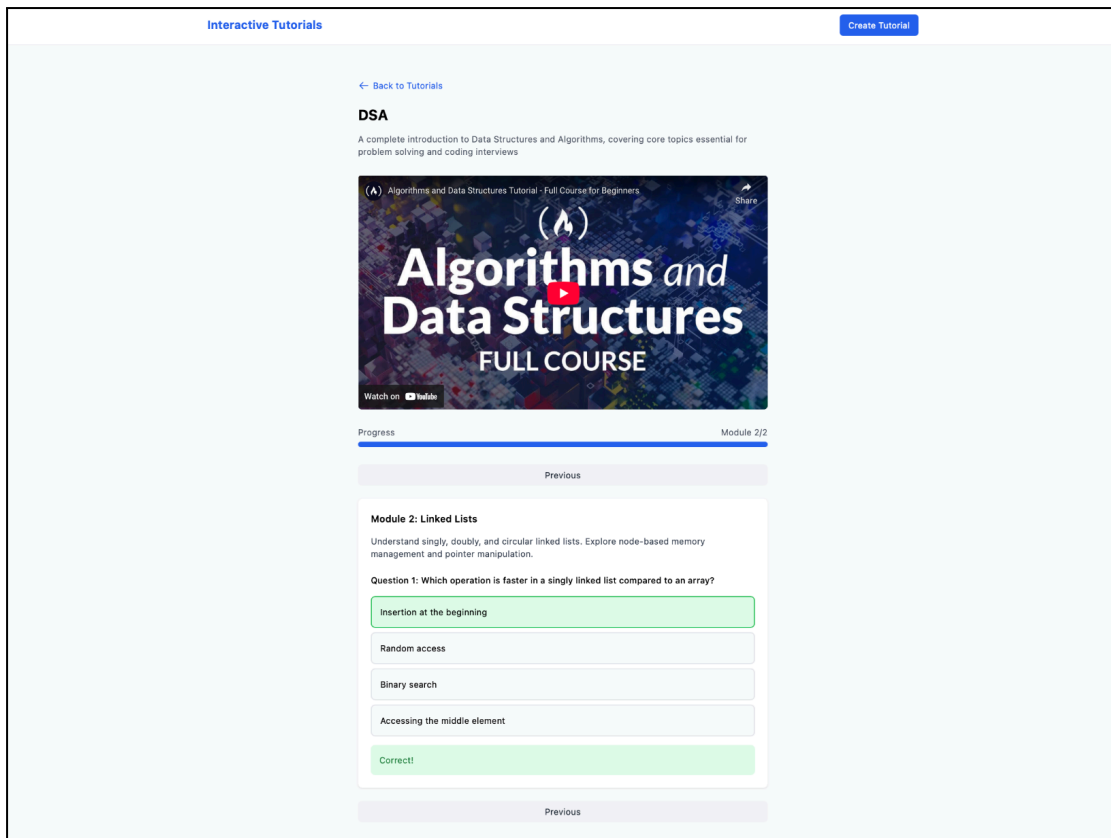 Interactive Tutorials
Create Tutorial
← Back to Tutorials
DSA
A complete introduction to Data Structures and Algorithms, covering core topics essential for
problem solving and coding interviews
Algorithms and Data Structures Tutorial - Full Course for Beginners
Share
Algorithms and
Data Structures
FULL COURSE
Watch on YouTube
Progress
Module 2/2
Previous
Module 2: Linked Lists
Understand singly, doubly, and circular linked lists. Explore node-based memory
management and pointer manipulation.
Question 1: Which operation is faster in a singly linked list compared to an array?
Insertion at the beginning
Random access
Binary search
Accessing the middle element
Correct!
Previous